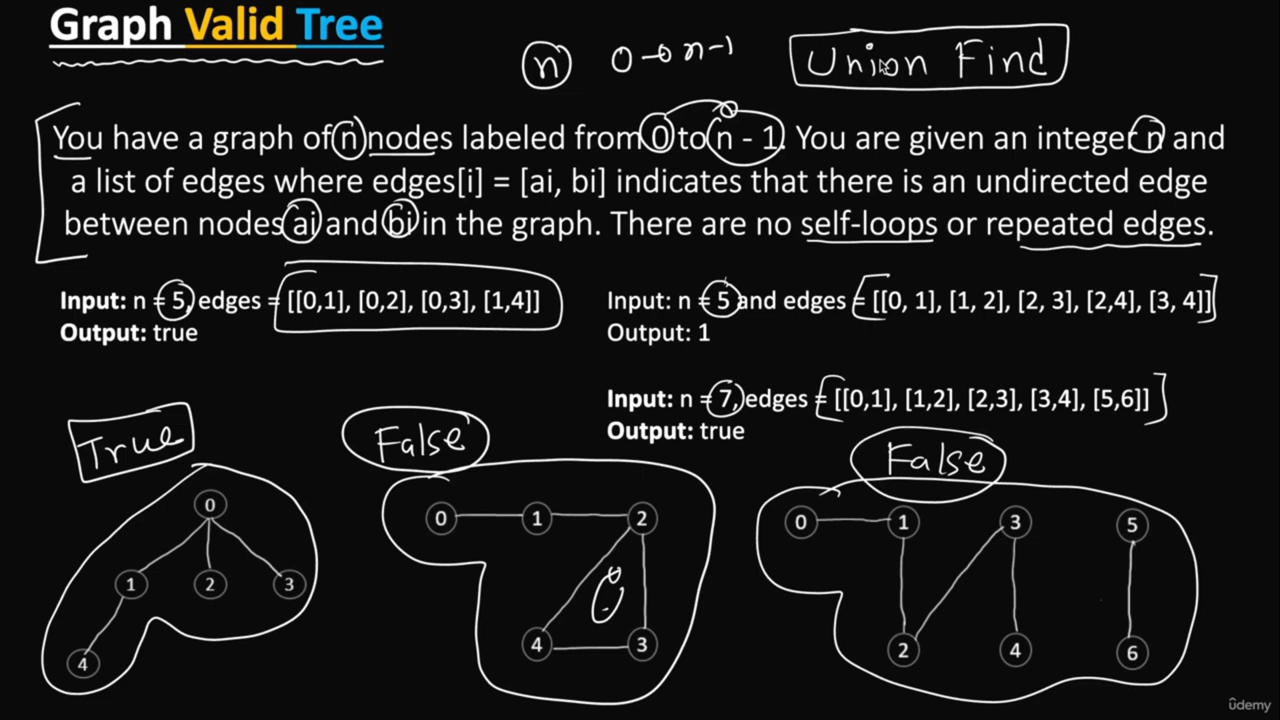 Graph Valid Tree
n 0 → n-1 Union Find
You have a graph of n nodes labeled from 0 to n - 1. You are given an integer n and
a list of edges where edges[i] = [ai, bi] indicates that there is an undirected edge
between nodes ai and bi in the graph. There are no self-loops or repeated edges.
Input: n = 5, edges = [[0,1], [0,2], [0,3], [1,4]]
Output: true
Input: n = 5 and edges = [[0, 1], [1, 2], [2, 3], [2,4], [3, 4]]
Output: 1
Input: n = 7, edges = [[0,1], [1,2], [2,3], [3,4], [5,6]]
Output: true
True
0
1 2 3
4
False
0 1 2
4 3
False
0 1 3 5
2 4 6
ûdemy